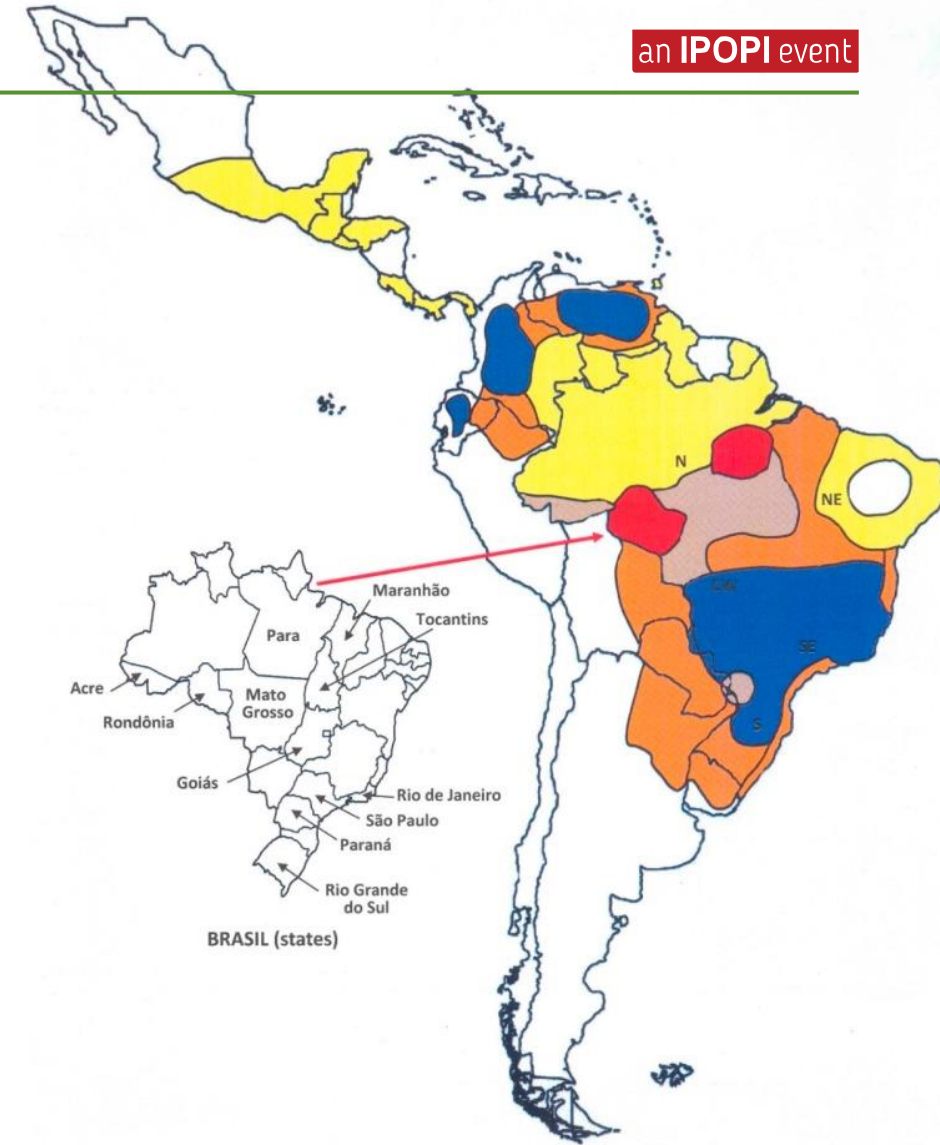 an IPOPI event
N
NE
CW
SE
S
Maranhão
Tocantins
Para
Acre
Mato
Grosso
Rondônia
Goiás
Rio de Janeiro
São Paulo
Paraná
Rio Grande
do Sul
BRASIL (states)